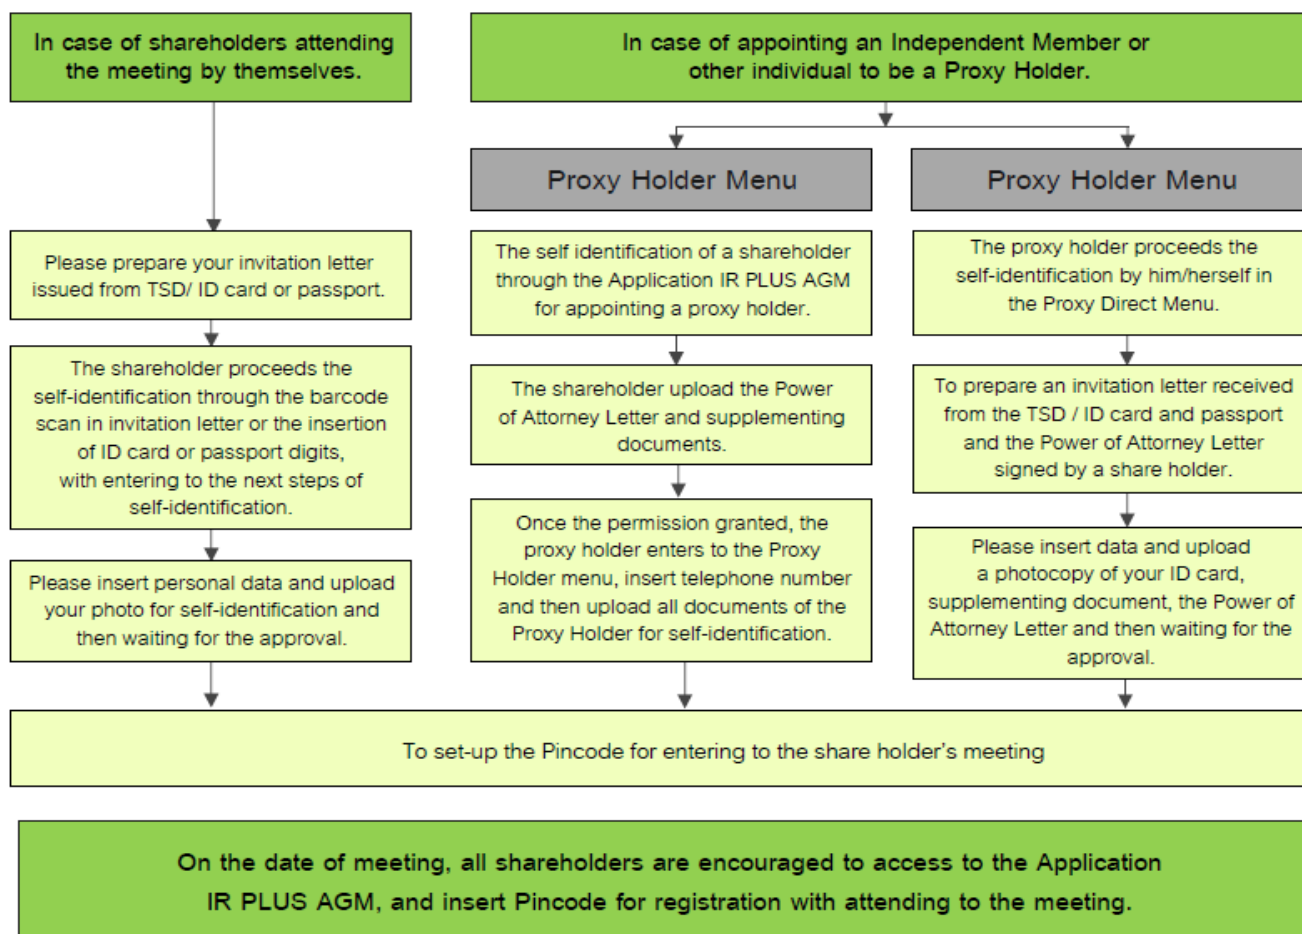 In case of shareholders attending
the meeting by themselves.
In case of appointing an Independent Member or
other individual to be a Proxy Holder.
Proxy Holder Menu
Proxy Holder Menu
Please prepare your invitation letter
issued from TSD/ ID card or passport.
The shareholder proceeds the
self-identification through the barcode
scan in invitation letter or the insertion
of ID card or passport digits,
with entering to the next steps of
self-identification.
Please insert personal data and upload
your photo for self-identification and
then waiting for the approval.
The self identification of a shareholder
through the Application IR PLUS AGM
for appointing a proxy holder.
The shareholder upload the Power
of Attorney Letter and supplementing
documents.
Once the permission granted, the
proxy holder enters to the Proxy
Holder menu, insert telephone number
and then upload all documents of the
Proxy Holder for self-identification.
The proxy holder proceeds the
self-identification by him/herself in
the Proxy Direct Menu.
To prepare an invitation letter received
from the TSD / ID card and passport
and the Power of Attorney Letter
signed by a share holder.
Please insert data and upload
a photocopy of your ID card,
supplementing document, the Power of
Attorney Letter and then waiting for the
approval.
To set-up the Pincode for entering to the share holder's meeting
On the date of meeting, all shareholders are encouraged to access to the Application
IR PLUS AGM, and insert Pincode for registration with attending to the meeting.